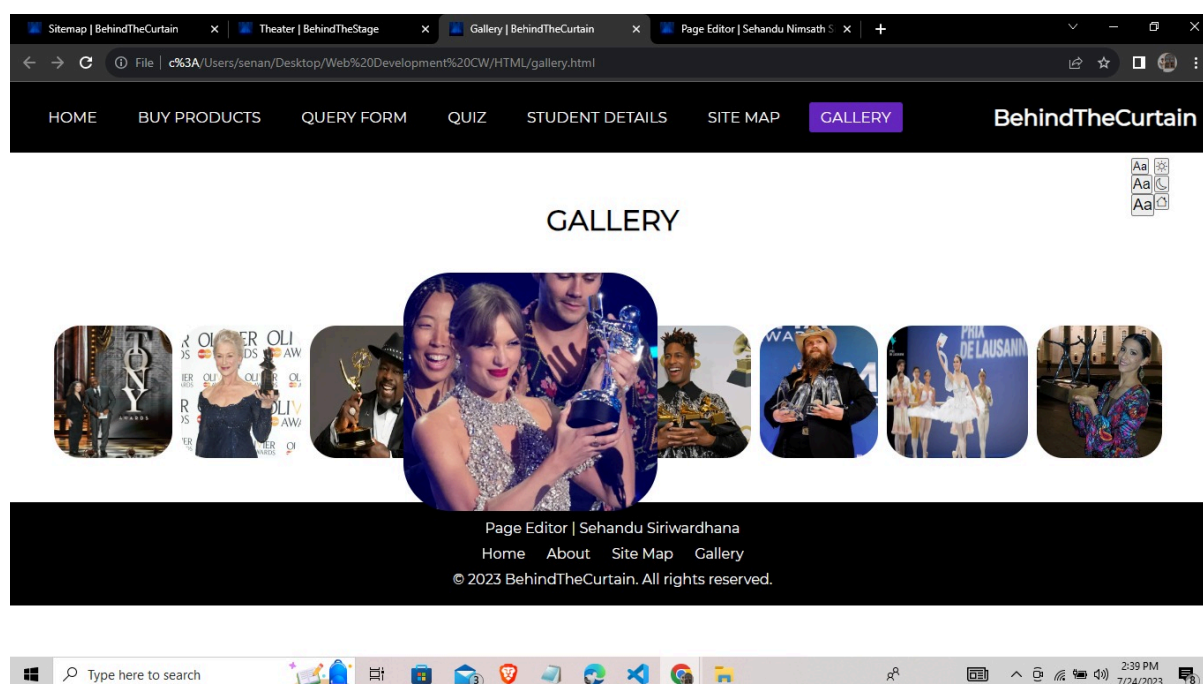 Sitemap | BehindTheCurtain
Theater | BehindTheStage
Gallery | BehindTheCurtain
Page Editor | Sehandu Nimsath S
File | c%3A/Users/senan/Desktop/Web%20Development%20CW/HTML/gallery.html
HOME BUY PRODUCTS QUERY FORM QUIZ STUDENT DETAILS SITE MAP GALLERY BehindTheCurtain
Aa
Aa
Aa
GALLERY
TONY
AWARDS
PRIX
DE LAUSANN
Page Editor | Sehandu Siriwardhana
Home About Site Map Gallery
© 2023 BehindTheCurtain. All rights reserved.
Type here to search
2:39 PM
7/24/2023